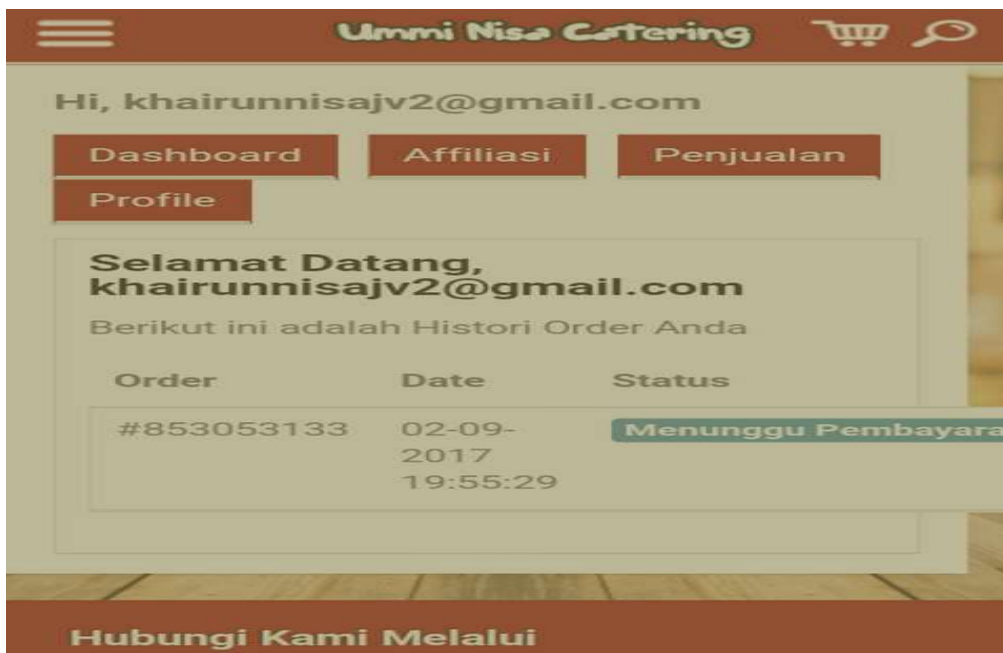 Ummi Nisa Catering
Hi, khairunnisajv2@gmail.com
Dashboard Affiliasi Penjualan
Profile
Selamat Datang,
khairunnisajv2@gmail.com
Berikut ini adalah Histori Order Anda
Order Date Status
#853053133 02-09- Menunggu Pembayara
2017
19:55:29
Hubungi Kami Melalui